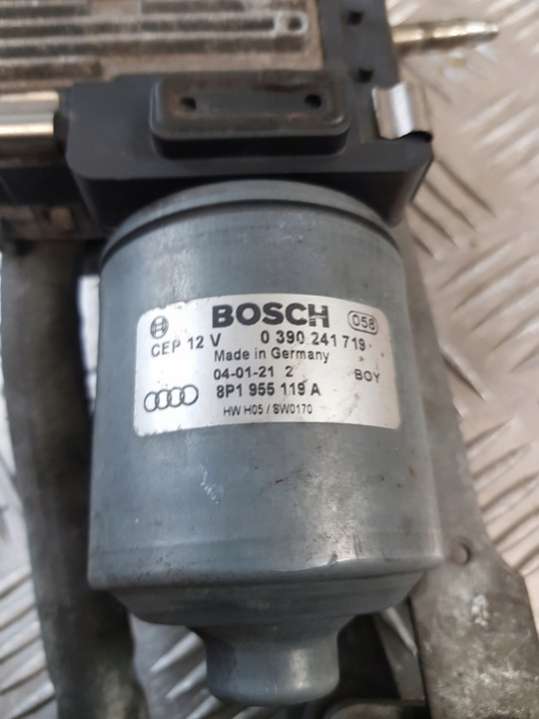 BOSCH 058
CEP 12 V 0 390 241 719
Made in Germany
04-01-21 2 BOY
8P1 955 119 A
HW H05 / SW0170